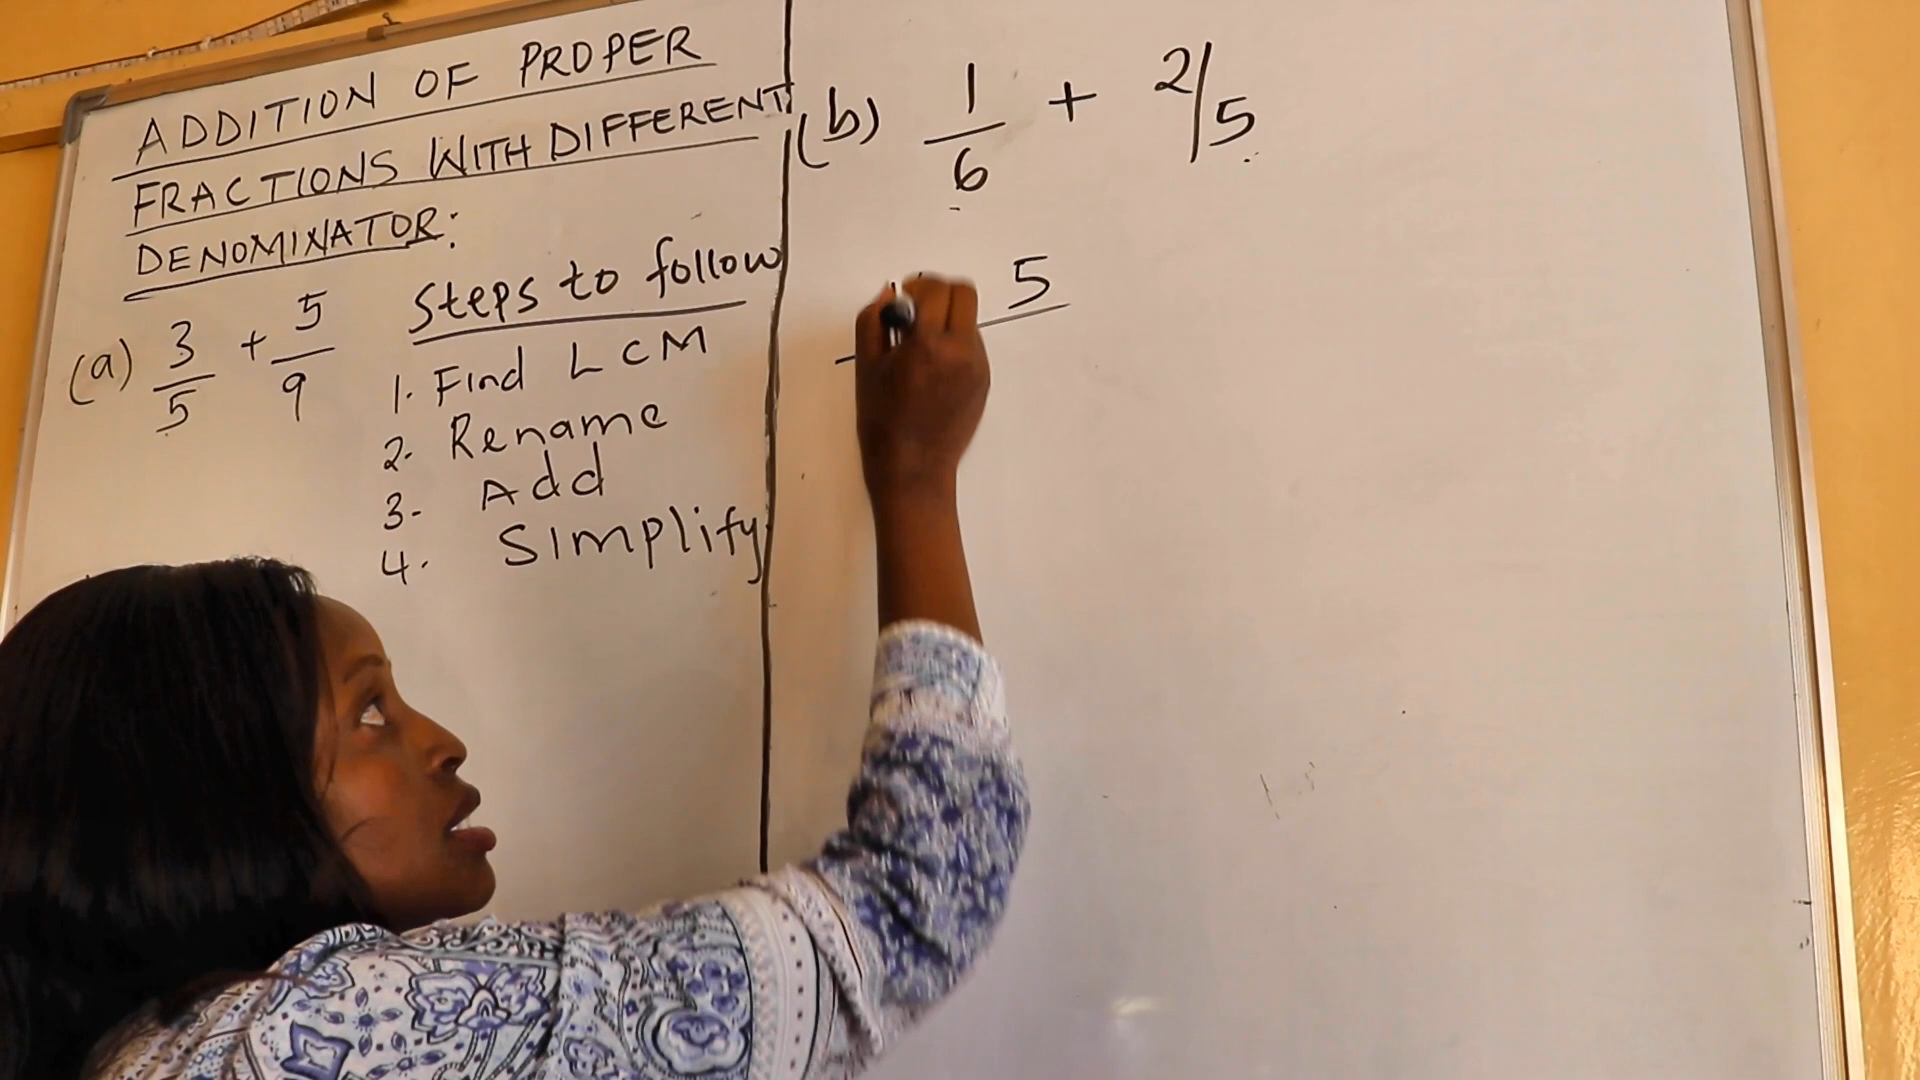 ADDITION OF PROPER
FRACTIONS WITH DIFFERENT
DENOMINATOR:
(a) 3/5 + 5/9
Steps to follow
1. Find LCM
2. Rename
3. Add
4. Simplify
(b) 1/6 + 2/5
5